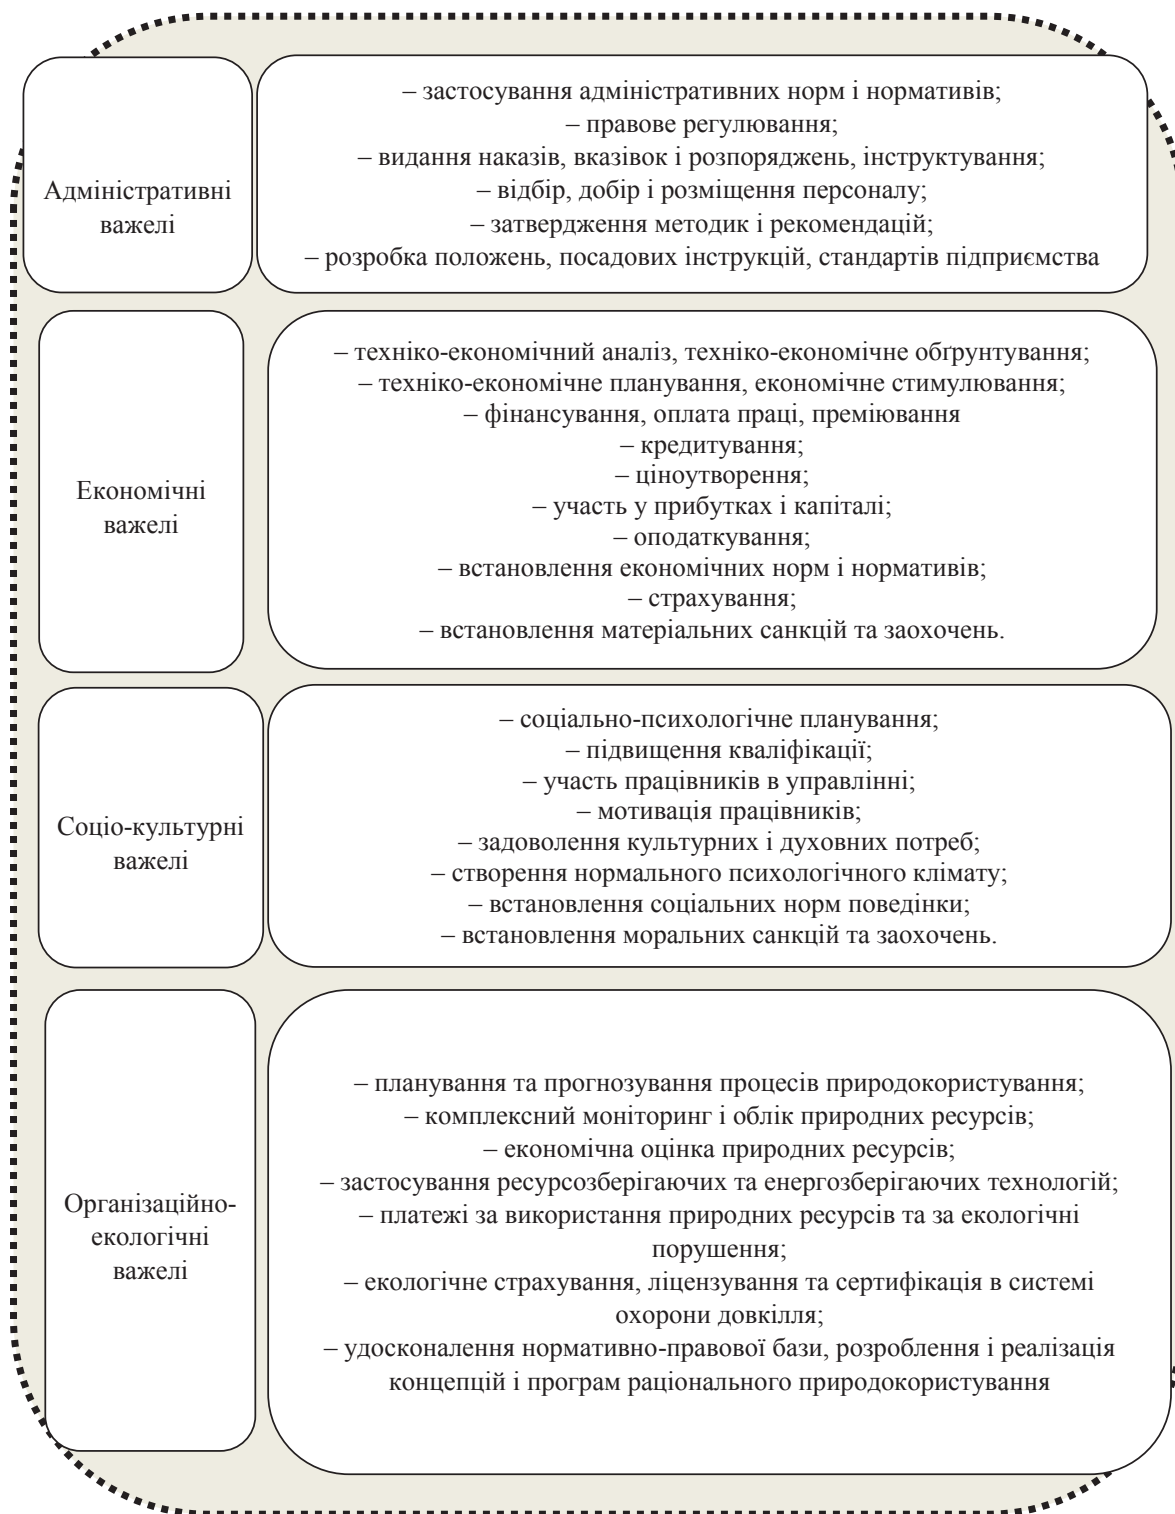 Адміністративні
важелі
– застосування адміністративних норм і нормативів;
– правове регулювання;
– видання наказів, вказівок і розпоряджень, інструктування;
– відбір, добір і розміщення персоналу;
– затвердження методик і рекомендацій;
– розробка положень, посадових інструкцій, стандартів підприємства
Економічні
важелі
– техніко-економічний аналіз, техніко-економічне обґрунтування;
– техніко-економічне планування, економічне стимулювання;
– фінансування, оплата праці, преміювання
– кредитування;
– ціноутворення;
– участь у прибутках і капіталі;
– оподаткування;
– встановлення економічних норм і нормативів;
– страхування;
– встановлення матеріальних санкцій та заохочень.
Соціо-культурні
важелі
– соціально-психологічне планування;
– підвищення кваліфікації;
– участь працівників в управлінні;
– мотивація працівників;
– задоволення культурних і духовних потреб;
– створення нормального психологічного клімату;
– встановлення соціальних норм поведінки;
– встановлення моральних санкцій та заохочень.
Організаційно-
екологічні
важелі
– планування та прогнозування процесів природокористування;
– комплексний моніторинг і облік природних ресурсів;
– економічна оцінка природних ресурсів;
– застосування ресурсозберігаючих та енергозберігаючих технологій;
– платежі за використання природних ресурсів та за екологічні
порушення;
– екологічне страхування, ліцензування та сертифікація в системі
охорони довкілля;
– удосконалення нормативно-правової бази, розроблення і реалізація
концепцій і програм раціонального природокористування